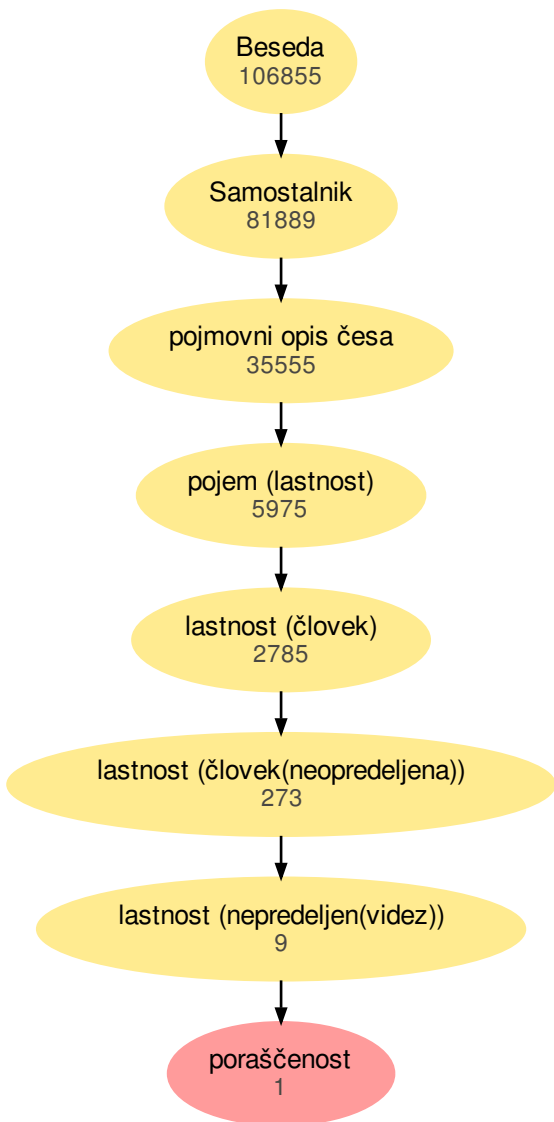 Beseda
106855
Samostalnik
81889
pojmovni opis česa
35555
pojem (lastnost)
5975
lastnost (človek)
2785
lastnost (človek(neopredeljena))
273
lastnost (nepredeljen(videz))
9
poraščenost
1